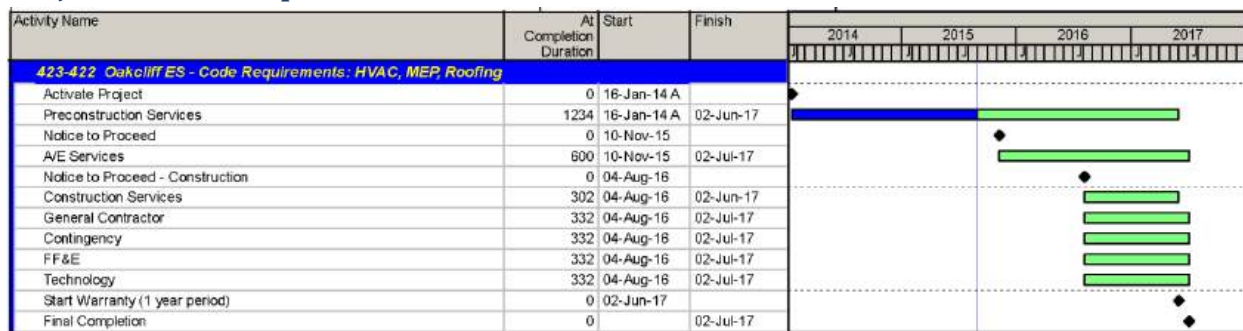 Activity Name At Completion Duration Start Finish
2014 2015 2016 2017
J J J J J J J J
423-422 Oakcliff ES - Code Requirements: HVAC, MEP, Roofing
Activate Project 0 16-Jan-14 A
Preconstruction Services 1234 16-Jan-14 A 02-Jun-17
Notice to Proceed 0 10-Nov-15
A/E Services 600 10-Nov-15 02-Jul-17
Notice to Proceed - Construction 0 04-Aug-16
Construction Services 302 04-Aug-16 02-Jun-17
General Contractor 332 04-Aug-16 02-Jul-17
Contingency 332 04-Aug-16 02-Jul-17
FF&E 332 04-Aug-16 02-Jul-17
Technology 332 04-Aug-16 02-Jul-17
Start Warranty (1 year period) 0 02-Jun-17
Final Completion 0 02-Jul-17